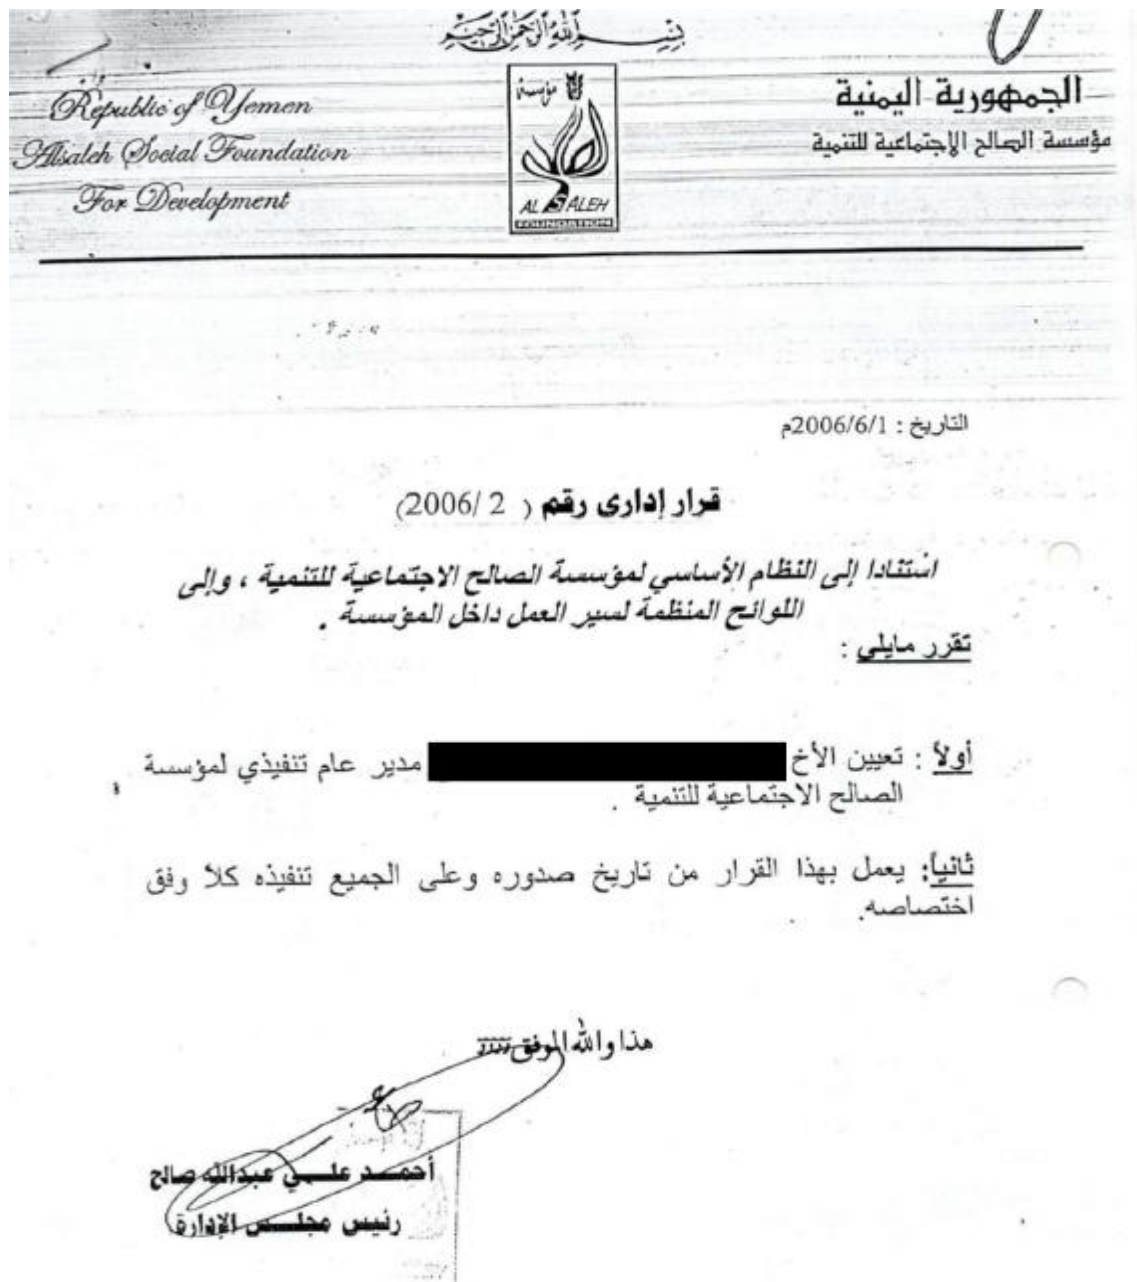 بسم الله الرحمن الرحيم
الجمهورية اليمنية
مؤسسة الصالح الإجتماعية للتنمية
مؤسسة
AL SALEH
FOUNDATION
Republic of Yemen
Alsaleh Social Foundation
For Development
التاريخ : 2006/6/1م
قرار إدارى رقم ( 2 /2006)
استنادا إلى النظام الأساسي لمؤسسة الصالح الاجتماعية للتنمية ، وإلى
اللوائح المنظمة لسير العمل داخل المؤسسة .
تقرر مايلي :
أولاً : تعيين الأخ مدير عام تنفيذي لمؤسسة
الصالح الاجتماعية للتنمية .
ثانياً: يعمل بهذا القرار من تاريخ صدوره وعلى الجميع تنفيذه كلاً وفق
اختصاصه.
هذا والله الموفق
أحمد علي عبدالله صالح
رئيس مجلس الإدارة